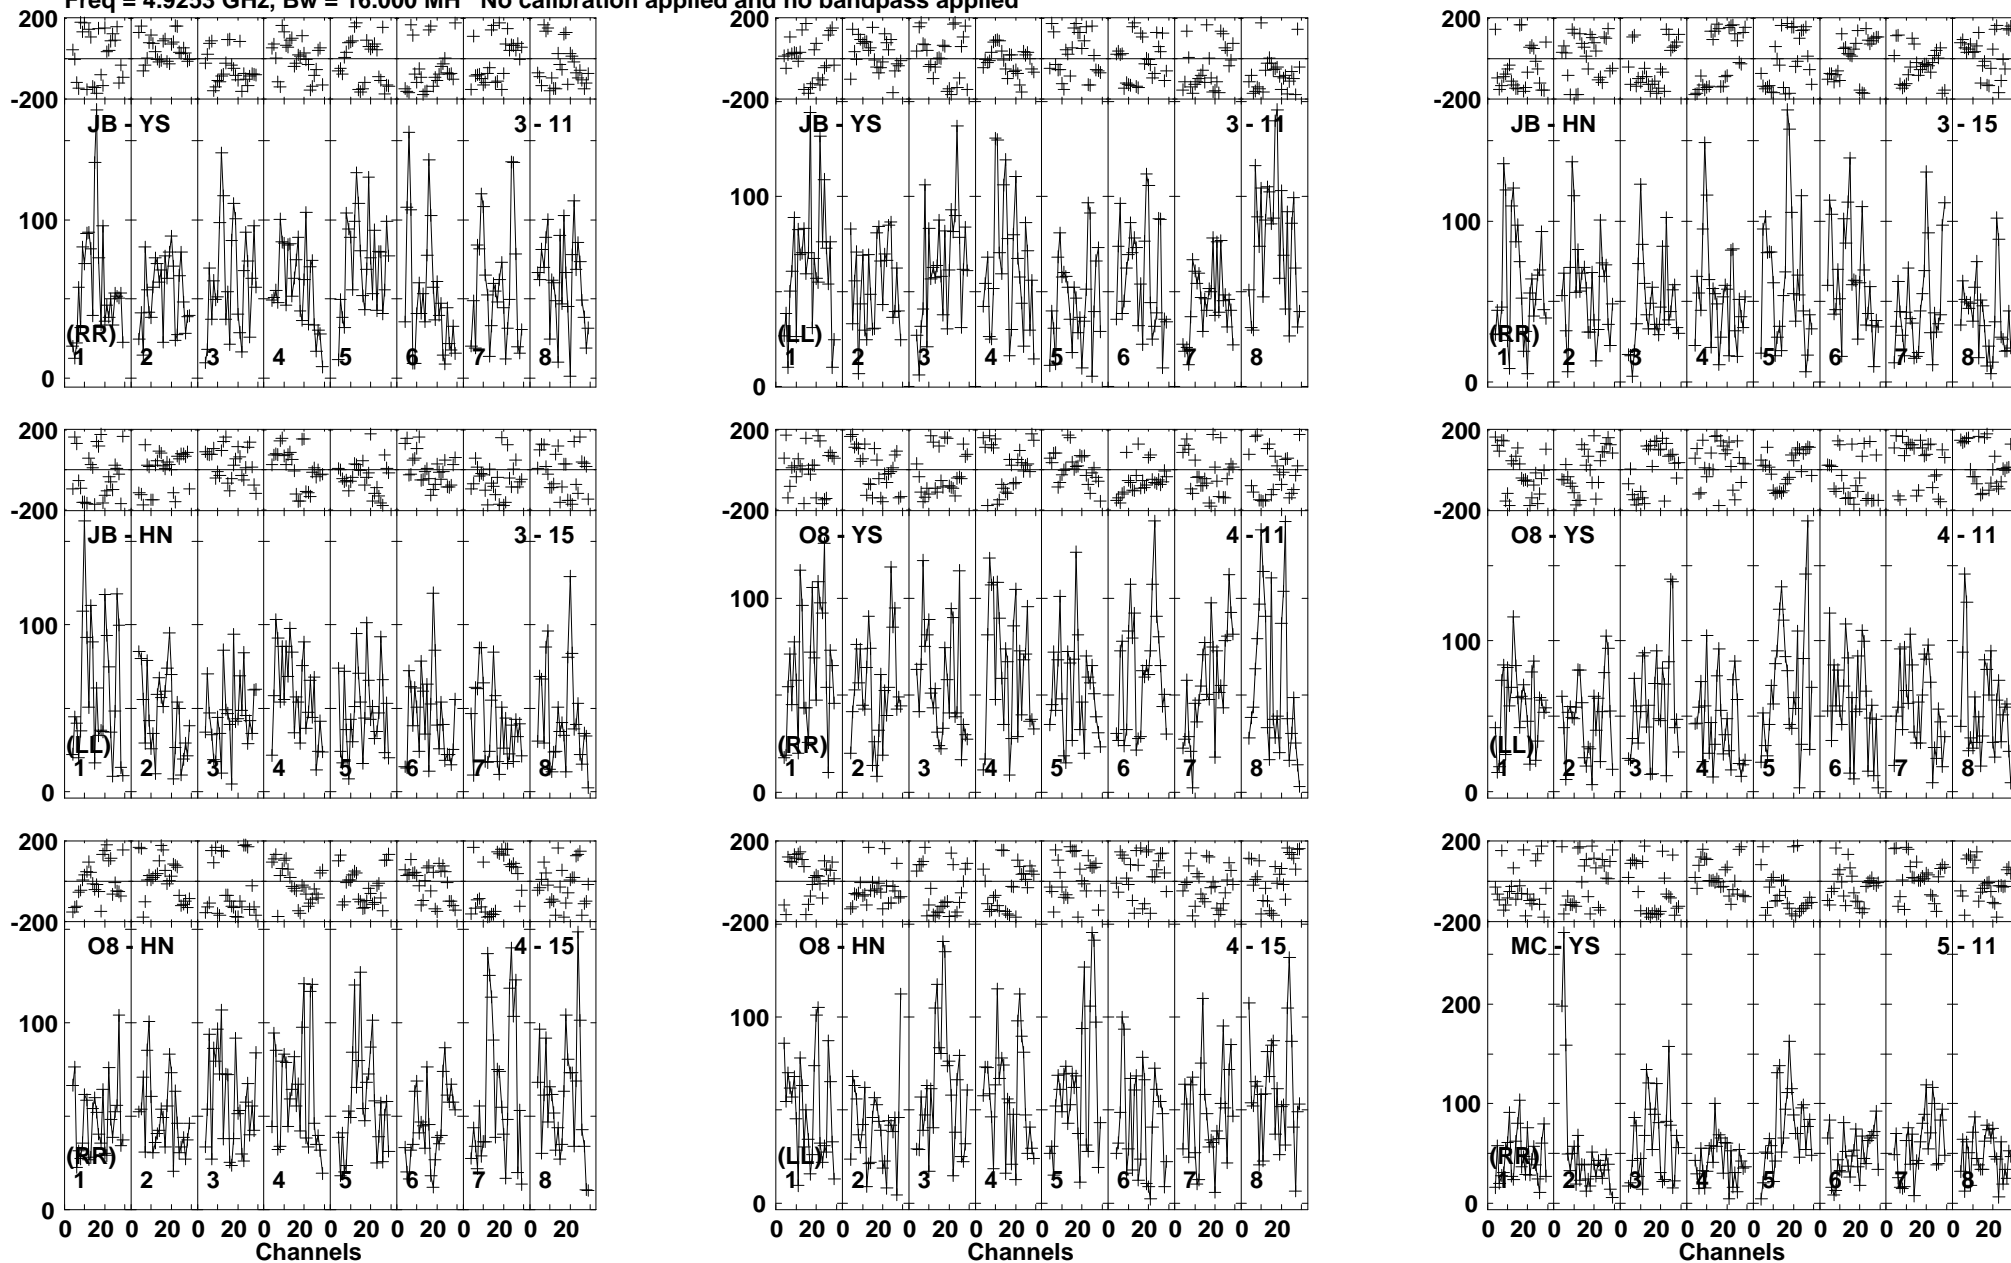 Freq = 4.9253 GHz, Bw = 16.000 MH No calibration applied and no bandpass applied
200 200 200
-200 -200 -200
JB - YS 3 - 11 JB - YS 3 - 11 JB - HN 3 - 15
100 100 100
(RR) (LL) (RR)
1 2 3 4 5 6 7 8 1 2 3 4 5 6 7 8 1 2 3 4 5 6 7 8
0 0 0
200 200 200
-200 -200 -200
JB - HN 3 - 15 O8 - YS 4 - 11 O8 - YS 4 - 11
100 100 100
(LL) (RR) (LL)
1 2 3 4 5 6 7 8 1 2 3 4 5 6 7 8 1 2 3 4 5 6 7 8
0 0 0
200 200 200
-200 -200 -200
O8 - HN 4 - 15 O8 - HN 4 - 15 MC - YS 5 - 11
200
100 100 100
(RR) (LL) (RR)
1 2 3 4 5 6 7 8 1 2 3 4 5 6 7 8 1 2 3 4 5 6 7 8
0 0 0
0 20 0 20 0 20 0 20 0 20 0 20 0 20 0 20 0 20 0 20 0 20 0 20 0 20 0 20 0 20 0 20 0 20 0 20 0 20 0 20 0 20 0 20 0 20 0 20
Channels Channels Channels